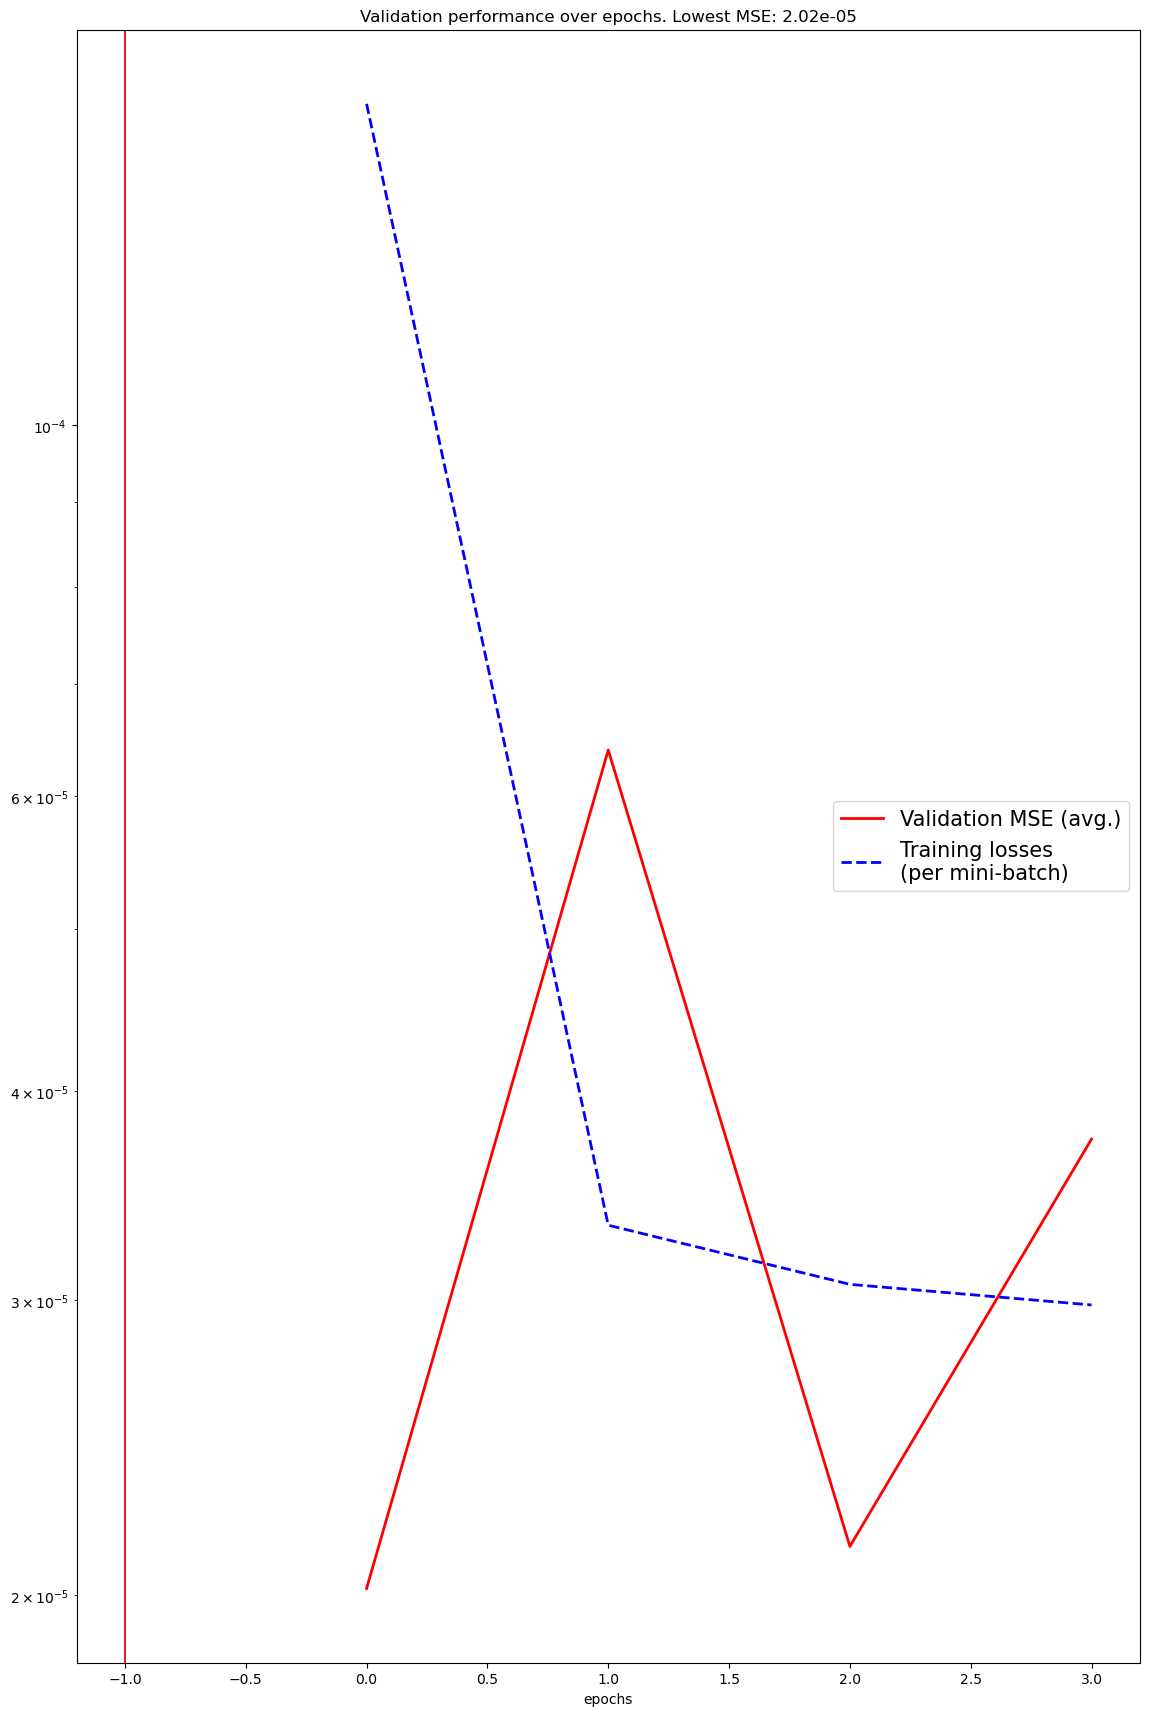 Validation performance over epochs. Lowest MSE: 2.02e-05
10⁻⁴
6 × 10⁻⁵
4 × 10⁻⁵
3 × 10⁻⁵
2 × 10⁻⁵
Validation MSE (avg.)
Training losses
(per mini-batch)
−1.0 −0.5 0.0 0.5 1.0 1.5 2.0 2.5 3.0
epochs